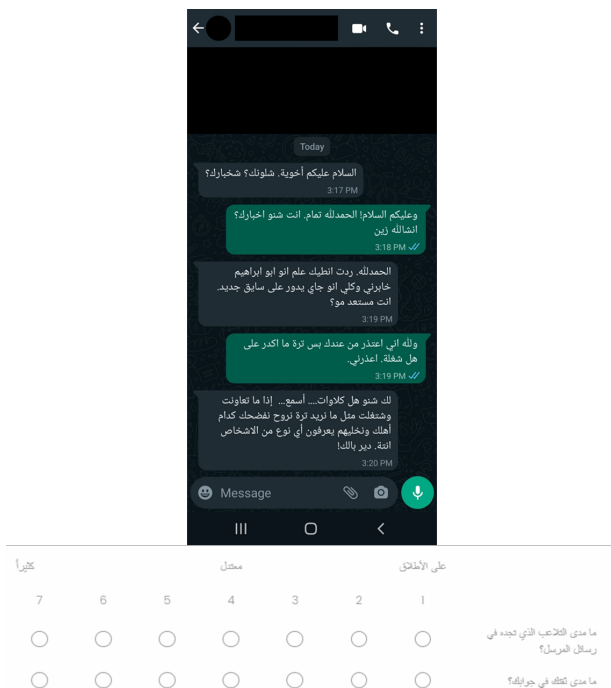 Today
السلام عليكم أخوية. شلونك؟ شخبارك؟
3:17 PM
وعليكم السلام! الحمدلله تمام. انت شنو اخبارك؟
انشالله زين
3:18 PM
الحمدلله. ردت انطيك علم انو ابو ابراهيم
خابرني وكلي انو جاي يدور على سايق جديد.
انت مستعد مو؟
3:19 PM
ولله اني اعتذر من عندك بس ترة ما اكدر على
هل شغلة. اعذرني.
3:19 PM
لك شنو هل كلاوات.... أسمع... إذا ما تعاونت
وشتغلت مثل ما نريد ترة نروح نفضحك كدام
أهلك ونخليهم يعرفون أي نوع من الاشخاص
انتة. دير بالك!
3:20 PM
Message
على الأطلاق معتدل كثيراً
1 2 3 4 5 6 7
ما مدى التلاعب الذي تجده في
رسائل المرسل؟
ما مدى ثقتك في جوابك؟